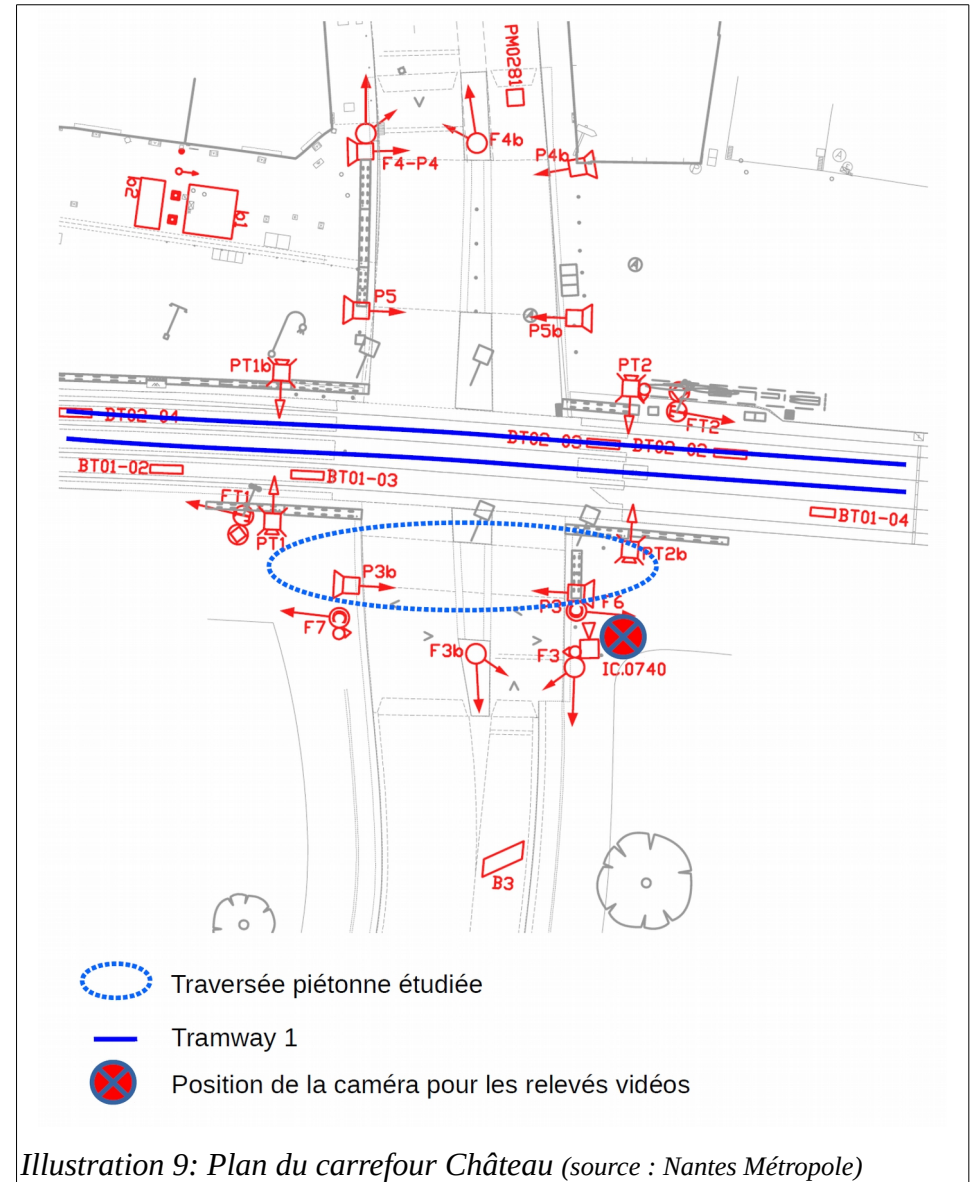 PM0281
F4b
F4-P4
P4b
b2
b1
P5
P5b
PT1b
PT2
FT2
BT02-04
BT02-03
BT02-02
BT01-02
BT01-03
BT01-04
FT1
PT1
PT2b
P3b
P3
F6
F7
F3b
F3
IC.0740
B3
Traversée piétonne étudiée
Tramway 1
Position de la caméra pour les relevés vidéos
Illustration 9: Plan du carrefour Château (source : Nantes Métropole)